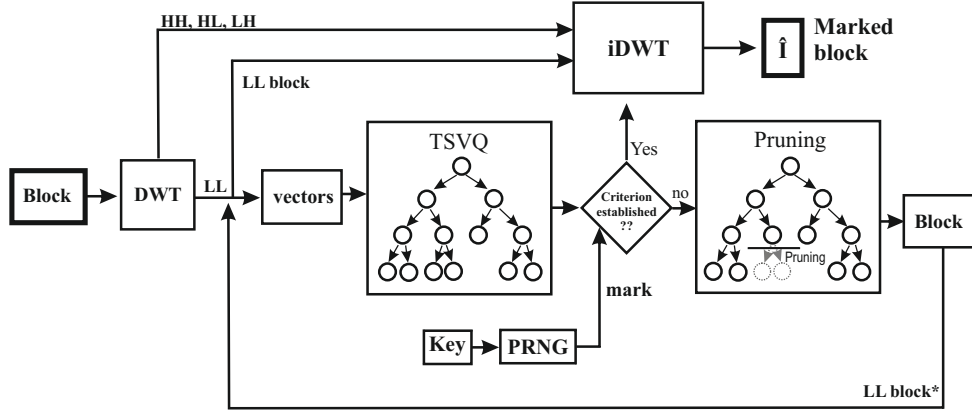 HH, HL, LH
iDWT
Î
Marked
block
LL block
TSVQ
Yes
Pruning
Block
DWT
LL
vectors
Criterion
established
??
no
Block
Pruning
mark
Key
PRNG
LL block*